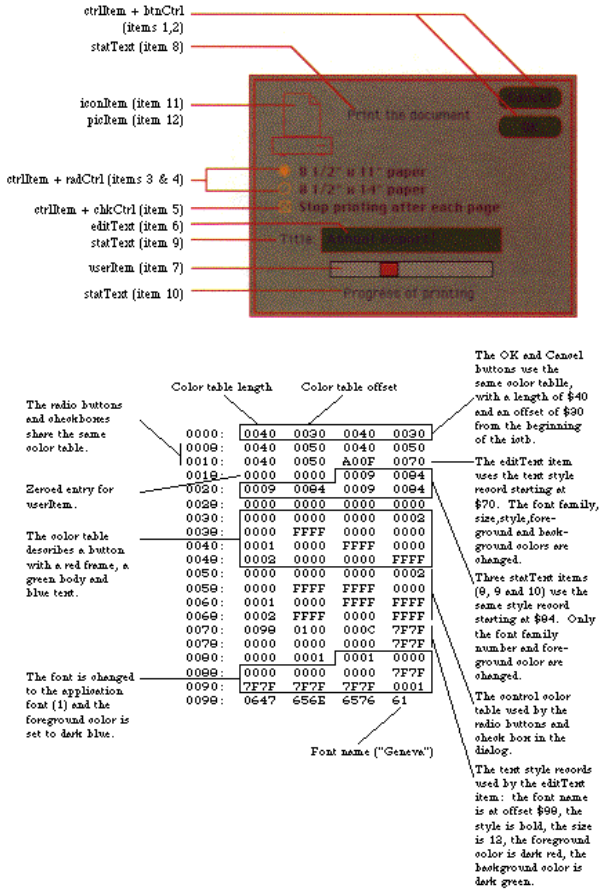 ctrlItem + btnCtrl
(items 1,2)
statText (item 8)
iconItem (item 11)
picItem (item 12)
ctrlItem + radCtrl (items 3 & 4)
ctrlItem + chkCtrl (item 5)
editText (item 6)
statText (item 9)
userItem (item 7)
statText (item 10)
Cancel
Print the document
OK
8 1/2" x 11" paper
8 1/2" x 14" paper
Stop printing after each page
Title: Annual Report
Progress of printing
Color table length
Color table offset
The radio buttons
and checkboxes
share the same
color table.
Zeroed entry for
userItem.
The color table
describes a button
with a red frame, a
green body and
blue text.
The font is changed
to the application
font (1) and the
foreground color is
set to dark blue.
0000: 0040 0030 0040 0030
0008: 0040 0050 0040 0050
0010: 0040 0050 A00F 0070
0018: 0000 0000 0009 0084
0020: 0009 0084 0009 0084
0028: 0000 0000 0000 0000
0030: 0000 0000 0000 0002
0038: 0000 FFFF 0000 0000
0040: 0001 0000 FFFF 0000
0048: 0002 0000 0000 FFFF
0050: 0000 0000 0000 0002
0058: 0000 FFFF FFFF 0000
0060: 0001 0000 FFFF FFFF
0068: 0002 FFFF 0000 FFFF
0070: 0098 0100 000C 7F7F
0078: 0000 0000 0000 7F7F
0080: 0000 0001 0001 0000
0088: 0000 0000 0000 7F7F
0090: 7F7F 7F7F 7F7F 0001
0098: 0647 656E 6576 61
Font name ("Geneva")
The OK and Cancel
buttons use the
same color tablle,
with a length of $40
and an offset of $30
from the beginning
of the ictb.
The editText item
uses the text style
record starting at
$70. The font family,
size,style,fore-
ground and back-
ground colors are
changed.
Three statText items
(8, 9 and 10) use the
same style record
starting at $84. Only
the font family
number and fore-
ground color are
changed.
The control color
table used by the
radio buttons and
check box in the
dialog.
The text style records
used by the editText
item: the font name
is at offset $98, the
style is bold, the size
is 12, the foreground
color is dark red, the
background color is
dark green.